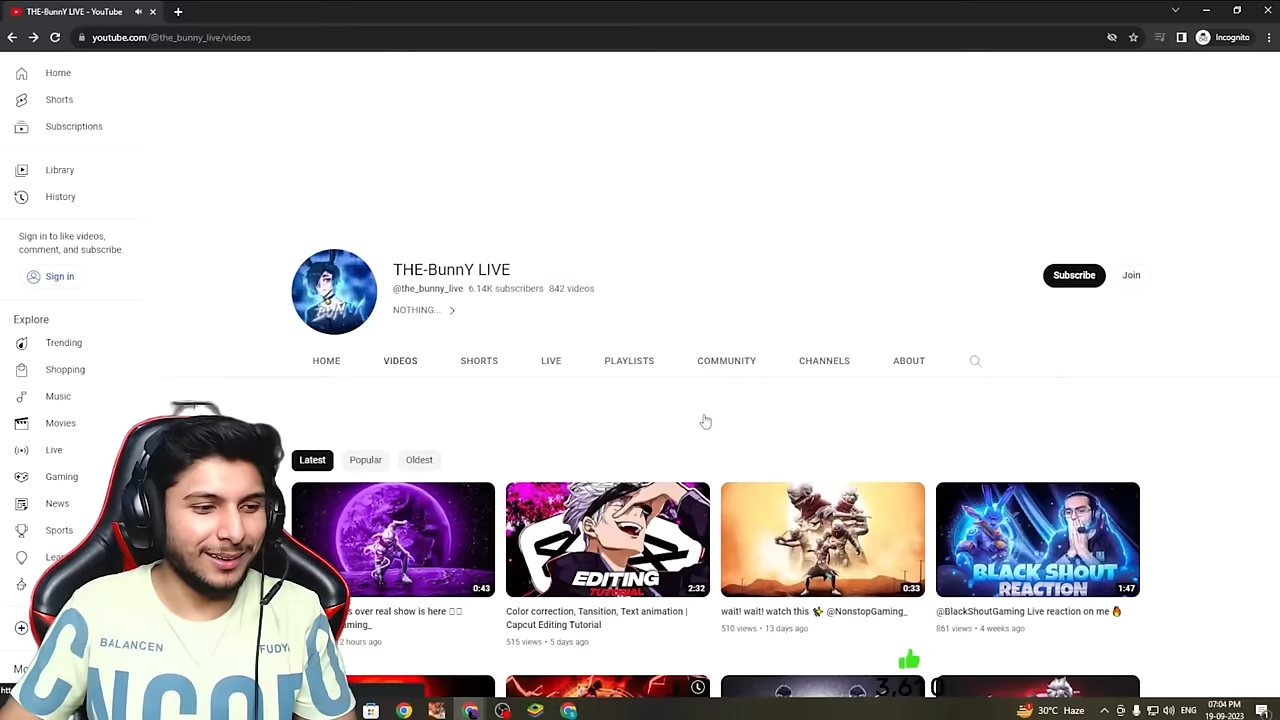 THE-BunnY LIVE - YouTube
youtube.com/@the_bunny_live/videos
Incognito
Home
Shorts
Subscriptions
Library
History
Sign in to like videos,
comment, and subscribe.
Sign in
Explore
Trending
Shopping
Music
Movies
Live
Gaming
News
Sports
THE-BunnY LIVE
@the_bunny_live 6.14K subscribers 842 videos
NOTHING...
Subscribe
Join
HOME VIDEOS SHORTS LIVE PLAYLISTS COMMUNITY CHANNELS ABOUT
Latest Popular Oldest
BUNNY
0:43
over real show is here
hours ago
EDITING
TUTORIAL
2:32
Color correction, Tansition, Text animation |
Capcut Editing Tutorial
515 views • 5 days ago
0:33
wait! wait! watch this ✨ @NonstopGaming_
510 views • 13 days ago
BLACK SHOUT
REACTION
1:47
@BlackShoutGaming Live reaction on me 🔥
861 views • 4 weeks ago
BALANCEN
30°C Haze
07:04 PM
19-09-2023